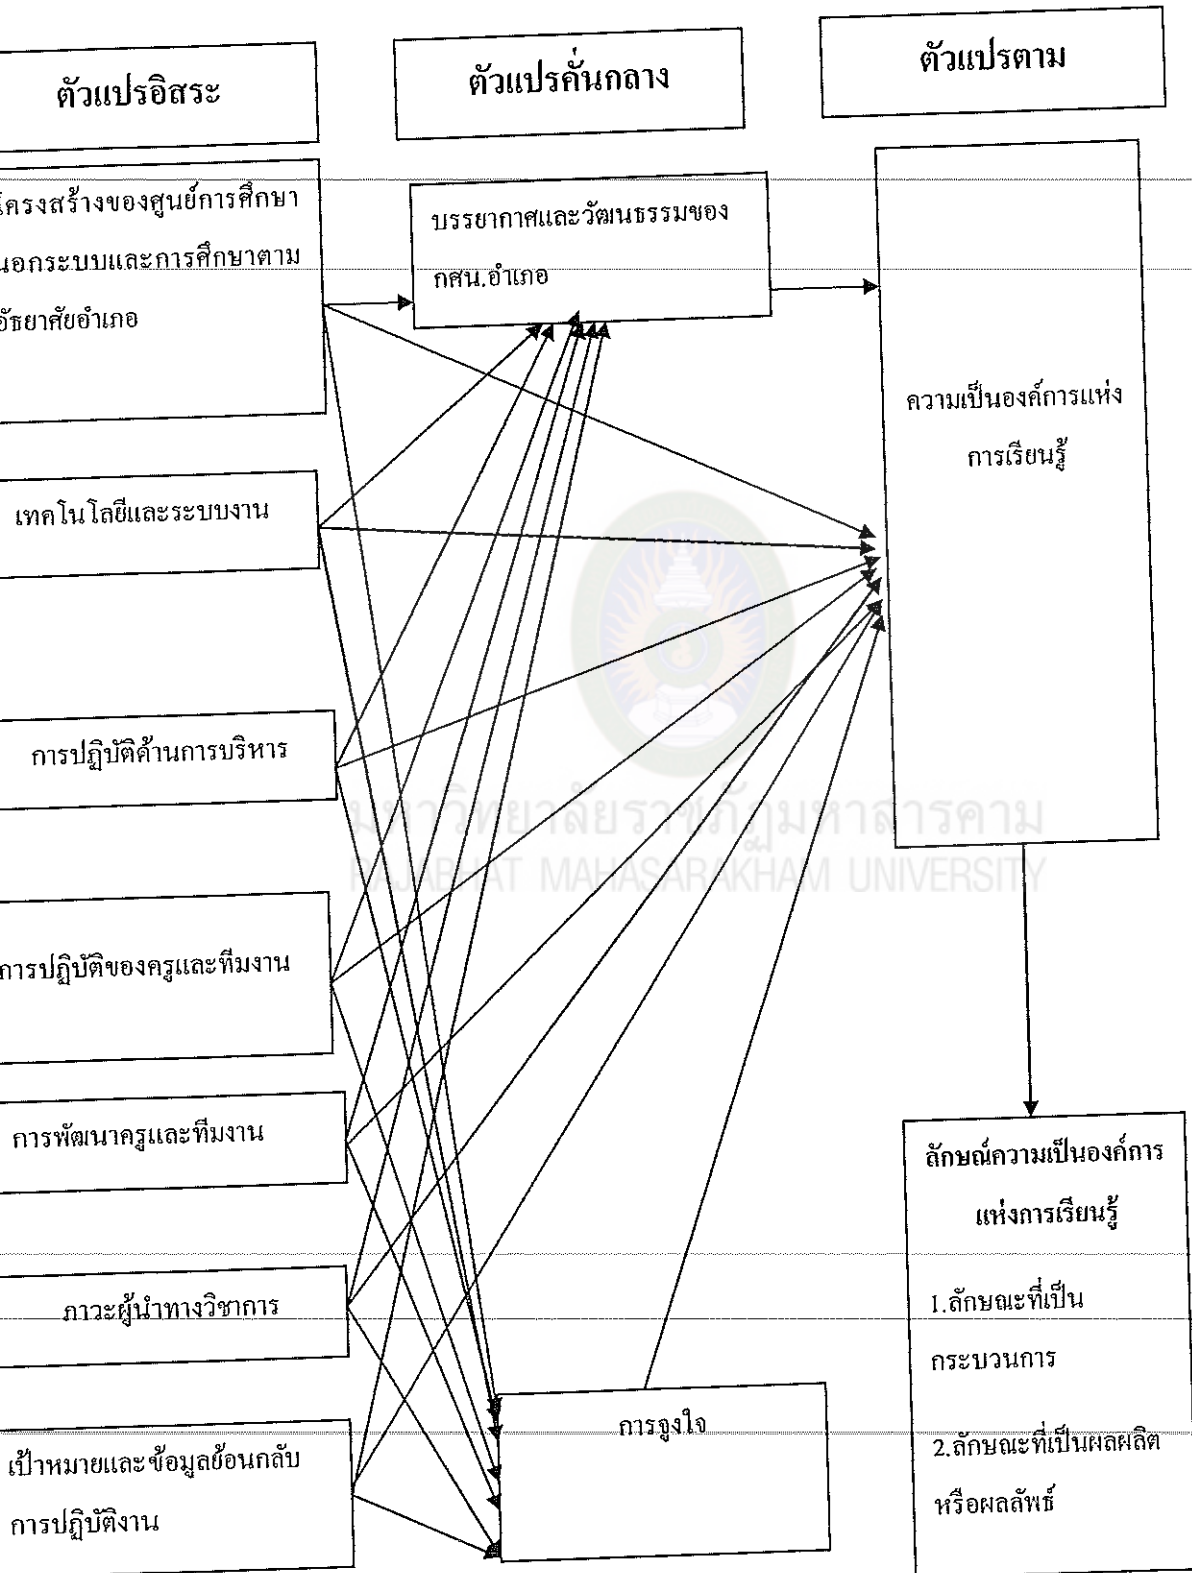 ตัวแปรอิสระ
ตัวแปรคั่นกลาง
ตัวแปรตาม
โครงสร้างของศูนย์การศึกษา
นอกระบบและการศึกษาตาม
อัธยาศัยอำเภอ
เทคโนโลยีและระบบงาน
การปฏิบัติด้านการบริหาร
การปฏิบัติของครูและทีมงาน
การพัฒนาครูและทีมงาน
ภาวะผู้นำทางวิชาการ
เป้าหมายและข้อมูลย้อนกลับ
การปฏิบัติงาน
บรรยากาศและวัฒนธรรมของ
กศน.อำเภอ
การจูงใจ
ความเป็นองค์การแห่ง
การเรียนรู้
ลักษณ์ความเป็นองค์การ
แห่งการเรียนรู้
1.ลักษณะที่เป็น
กระบวนการ
2.ลักษณะที่เป็นผลผลิต
หรือผลลัพธ์
มหาวิทยาลัยราชภัฏมหาสารคาม
RAJABHAT MAHASARAKHAM UNIVERSITY